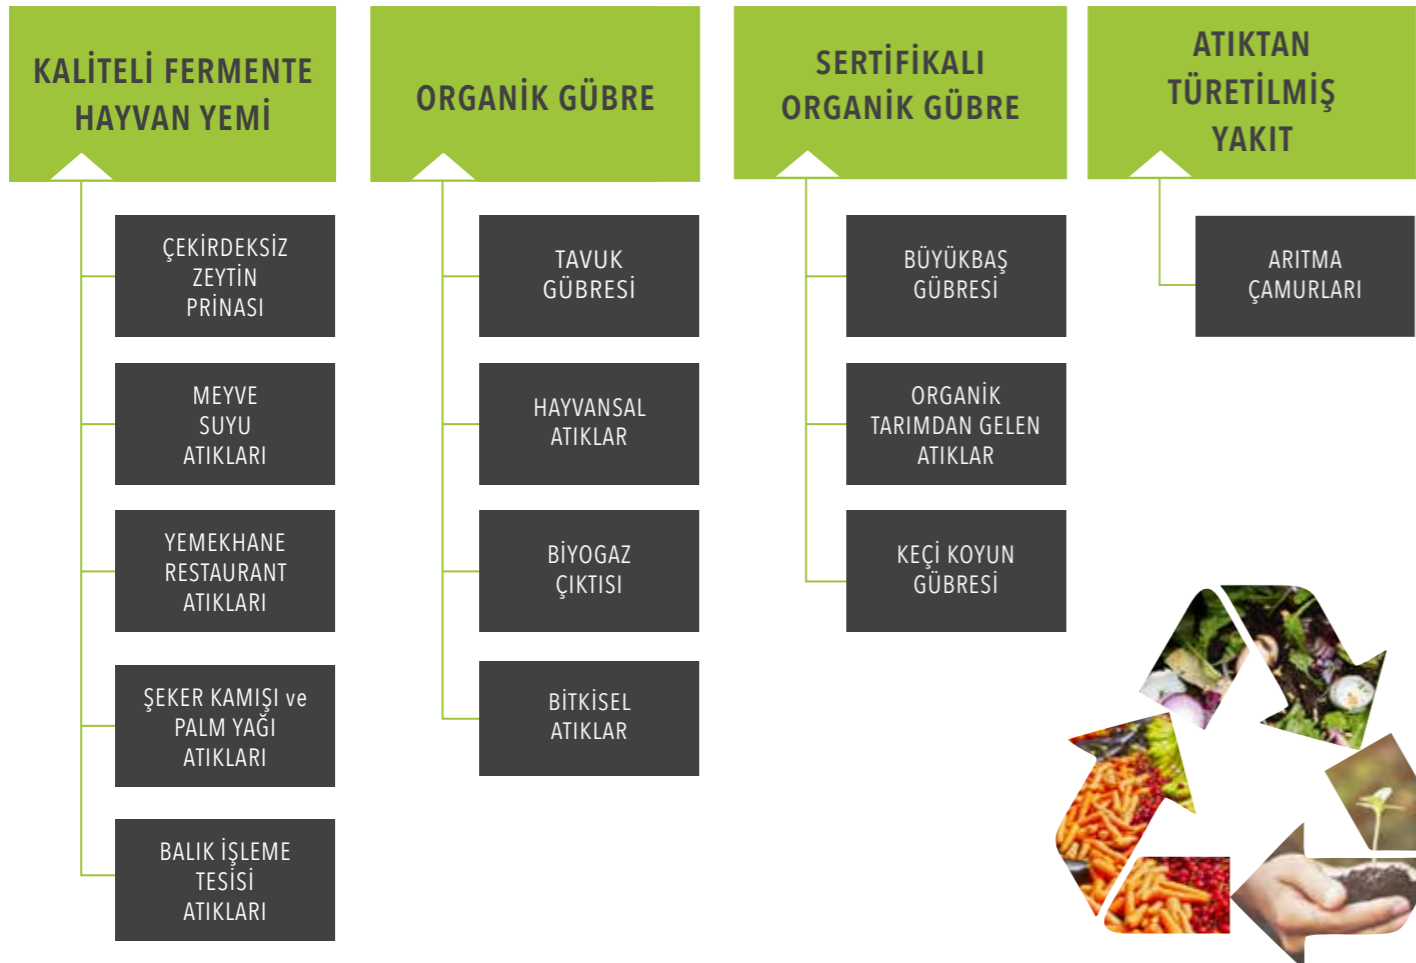 KALİTELİ FERMENTE
HAYVAN YEMİ
ÇEKİRDEKSİZ
ZEYTİN
PRİNASI
MEYVE
SUYU
ATIKLARI
YEMEKHANE
RESTAURANT
ATIKLARI
ŞEKER KAMIŞI ve
PALM YAĞI
ATIKLARI
BALIK İŞLEME
TESİSİ
ATIKLARI
ORGANİK GÜBRE
TAVUK
GÜBRESİ
HAYVANSAL
ATIKLAR
BİYOGAZ
ÇIKTISI
BİTKİSEL
ATIKLAR
SERTİFİKALI
ORGANİK GÜBRE
BÜYÜKBAŞ
GÜBRESİ
ORGANİK
TARIMDAN GELEN
ATIKLAR
KEÇİ KOYUN
GÜBRESİ
ATIKTAN
TÜRETİLMİŞ
YAKIT
ARITMA
ÇAMURLARI